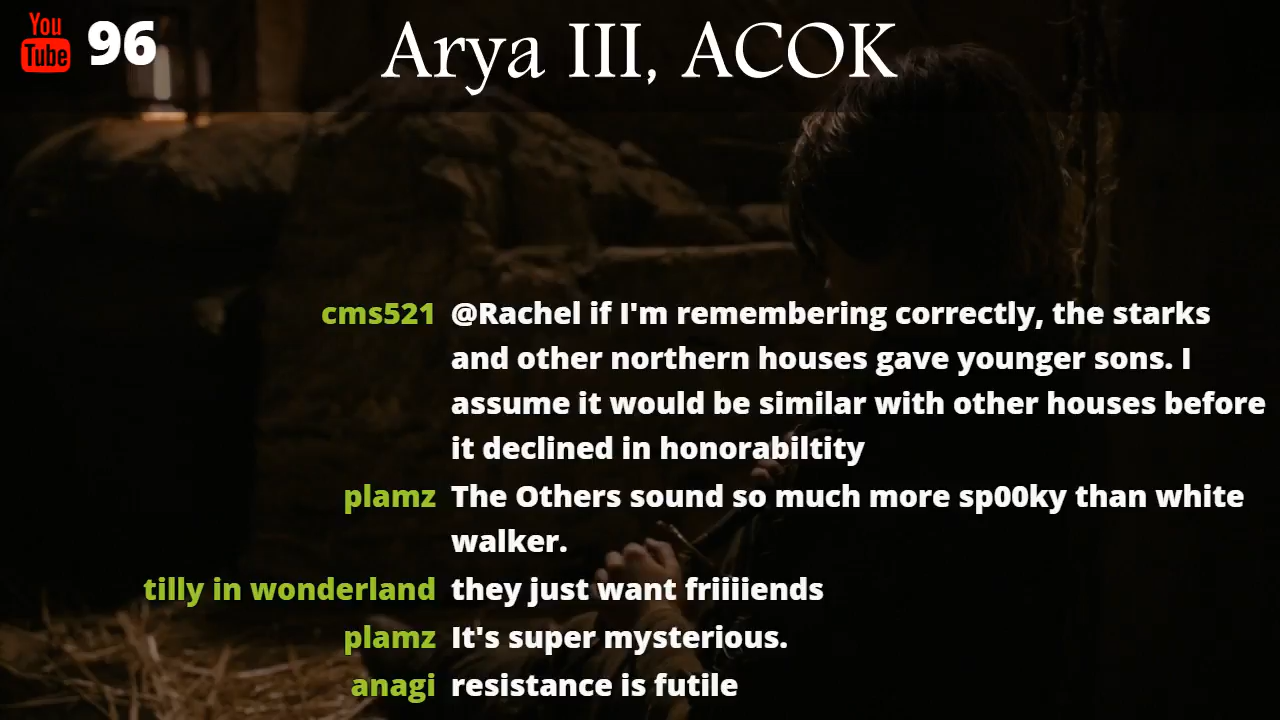 You Tube 96
Arya III, ACOK
cms521 @Rachel if I'm remembering correctly, the starks
and other northern houses gave younger sons. I
assume it would be similar with other houses before
it declined in honorabiltity
plamz The Others sound so much more sp00ky than white
walker.
tilly in wonderland they just want friiiiends
plamz It's super mysterious.
anagi resistance is futile